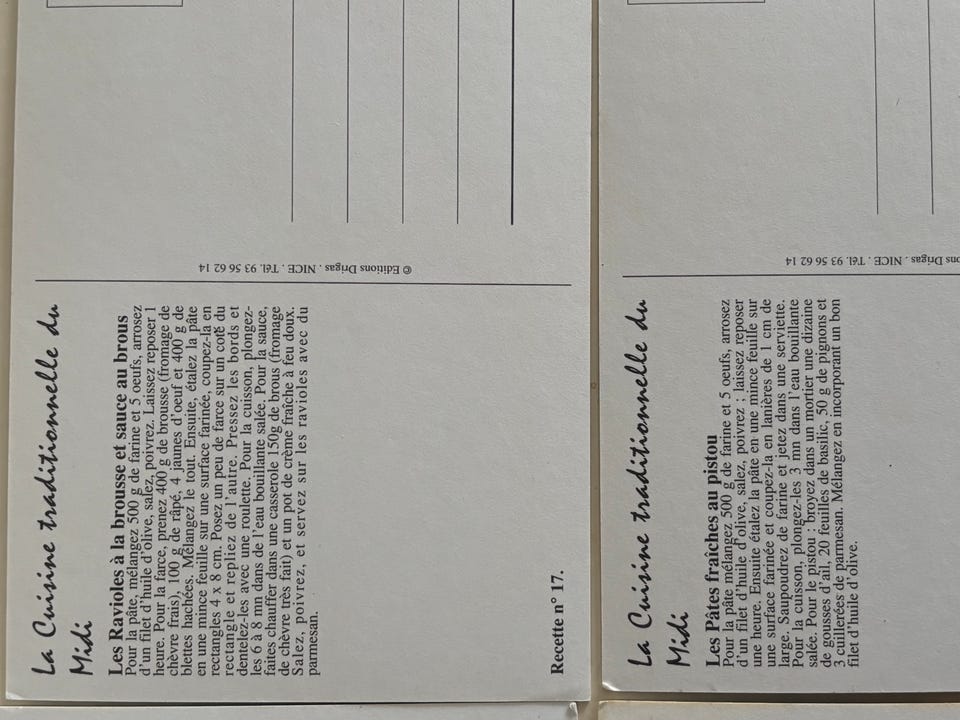 La Cuisine traditionnelle du
Midi
Les Ravioles à la brousse et sauce au brous
Pour la pâte, mélangez 500 g de farine et 5 oeufs, arrosez
d'un filet d'huile d'olive, salez, poivrez. Laissez reposer 1
heure. Pour la farce, prenez 400 g de brousse (fromage de
chèvre frais), 100 g de râpé, 4 jaunes d'oeuf et 400 g de
blettes hachées. Mélangez le tout. Ensuite, étalez la pâte
en une mince feuille sur une surface farinée, coupez-la en
rectangles 4 x 8 cm. Posez un peu de farce sur un coté du
rectangle et repliez de l'autre. Pressez les bords et
dentelez-les avec une roulette. Pour la cuisson, plongez-
les 6 à 8 mn dans de l'eau bouillante salée. Pour la sauce,
faites chauffer dans une casserole 150g de brous (fromage
de chèvre très fait) et un pot de crème fraîche à feu doux.
Salez, poivrez, et servez sur les ravioles avec du
parmesan.
Recette n° 17.
© Editions Drigas . NICE . Tél. 93 56 62 14
La Cuisine traditionnelle du
Midi
Les Pâtes fraîches au pistou
Pour la pâte mélangez 500 g de farine et 5 oeufs, arrosez
d'un filet d'huile d'olive, salez, poivrez ; laissez reposer
une heure. Ensuite étalez la pâte en une mince feuille sur
une surface farinée et coupez-la en lanières de 1 cm de
large. Saupoudrez de farine et jetez dans une serviette.
Pour la cuisson, plongez-les 3 mn dans l'eau bouillante
salée. Pour le pistou : broyez dans un mortier une dizaine
de gousses d'ail, 20 feuilles de basilic, 50 g de pignons et
3 cuillerées de parmesan. Mélangez en incorporant un bon
filet d'huile d'olive.
ons Drigas . NICE . Tél. 93 56 62 14